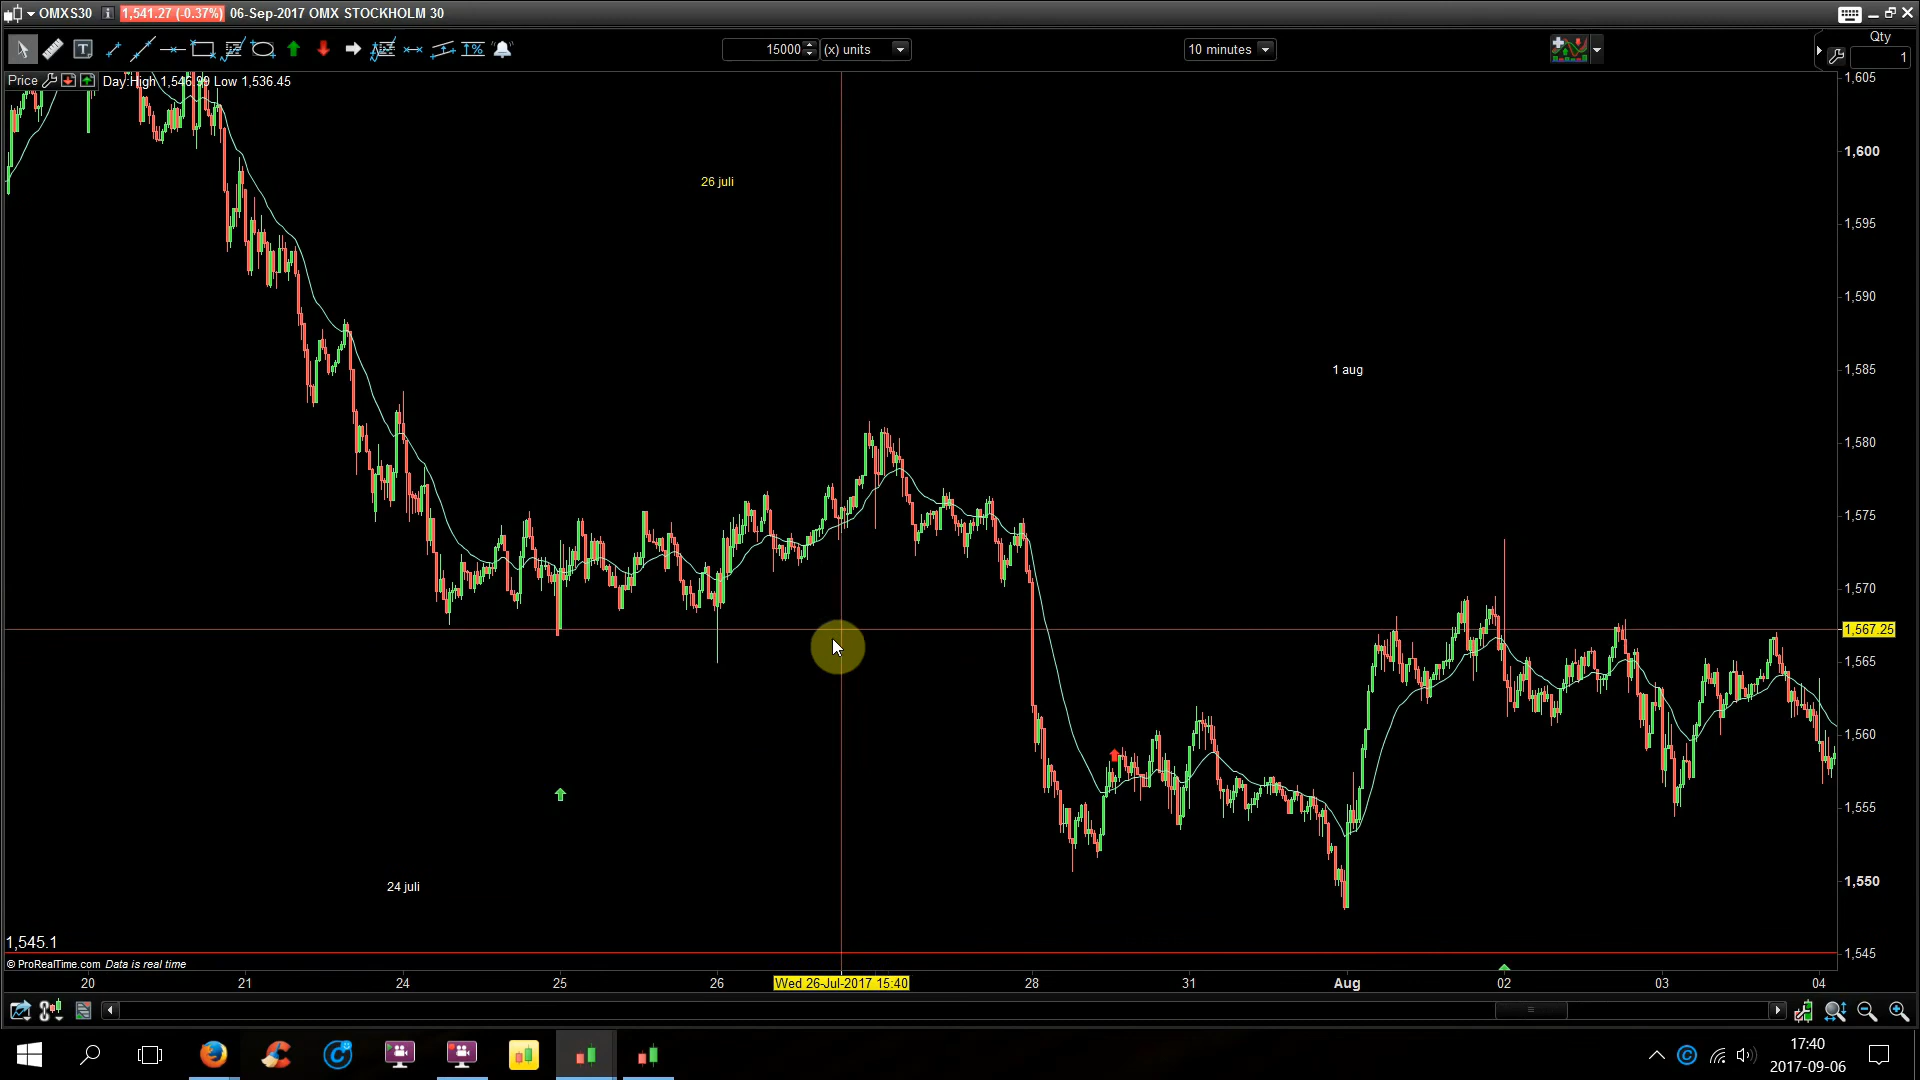 OMXS30 i 1,541.27 (-0.37%) 06-Sep-2017 OMX STOCKHOLM 30
T % 15000 (x) units 10 minutes Qty
1
Price Day:High 1,546.99 Low 1,536.45
1,605
1,600
26 juli
1,595
1,590
1,585
1 aug
1,580
1,575
1,570
1,567.25
1,565
1,560
1,555
24 juli
1,550
1,545.1
1,545
© ProRealTime.com Data is real time
20 21 24 25 26 Wed 26-Jul-2017 15:40 28 31 Aug 02 03 04
17:40
2017-09-06